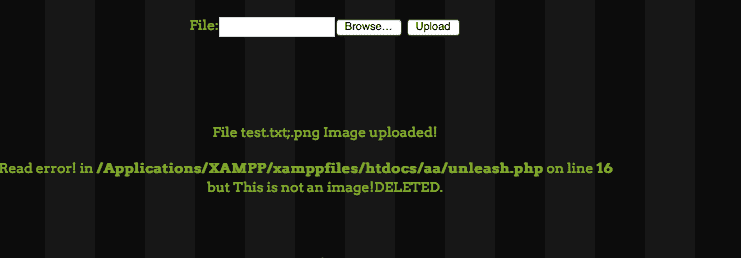 File: Browse... Upload
File test.txt;.png Image uploaded!
Read error! in /Applications/XAMPP/xamppfiles/htdocs/aa/unleash.php on line 16
but This is not an image!DELETED.